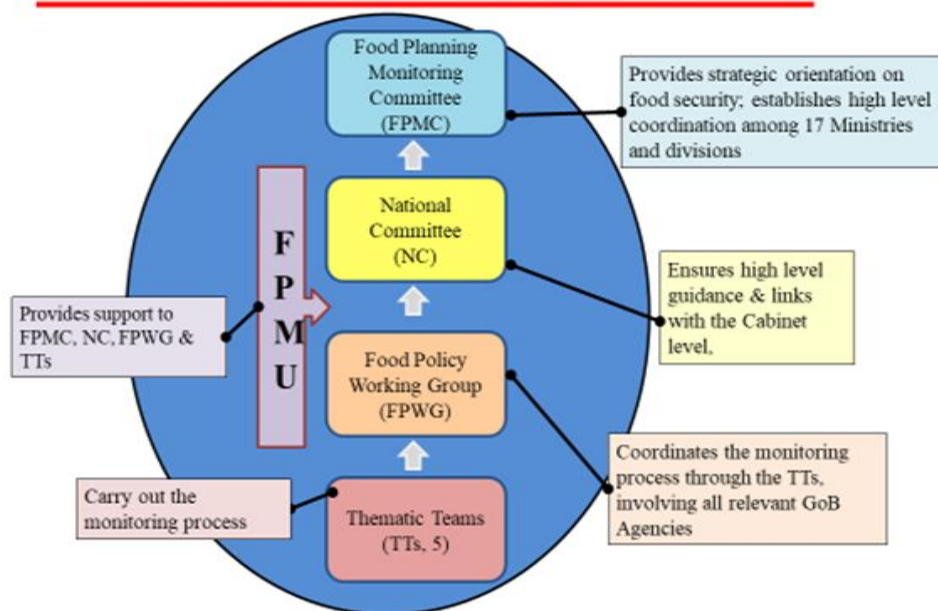 Food Planning
Monitoring
Committee
(FPMC)
Provides strategic orientation on
food security; establishes high level
coordination among 17 Ministries
and divisions
National
Committee
(NC)
Ensures high level
guidance & links
with the Cabinet
level,
F
P
M
U
Provides support to
FPMC, NC, FPWG &
TTs
Food Policy
Working Group
(FPWG)
Coordinates the monitoring
process through the TTs,
involving all relevant GoB
Agencies
Carry out the
monitoring process
Thematic Teams
(TTs, 5)